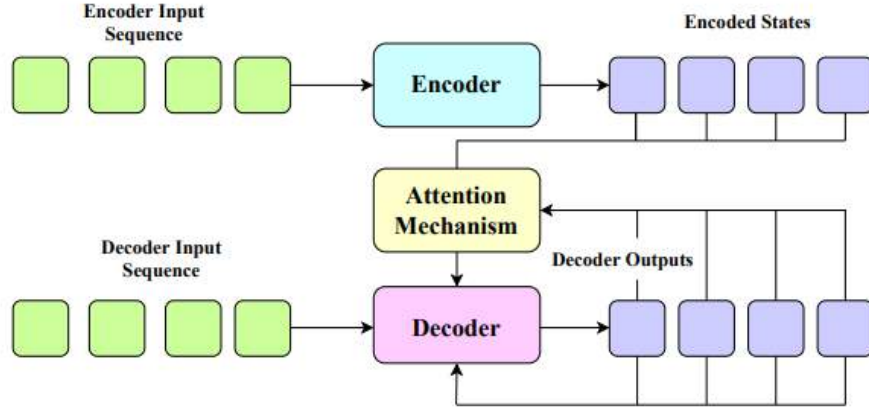 Encoder Input
Sequence
Encoded States
Encoder
Attention
Mechanism
Decoder Input
Sequence
Decoder Outputs
Decoder